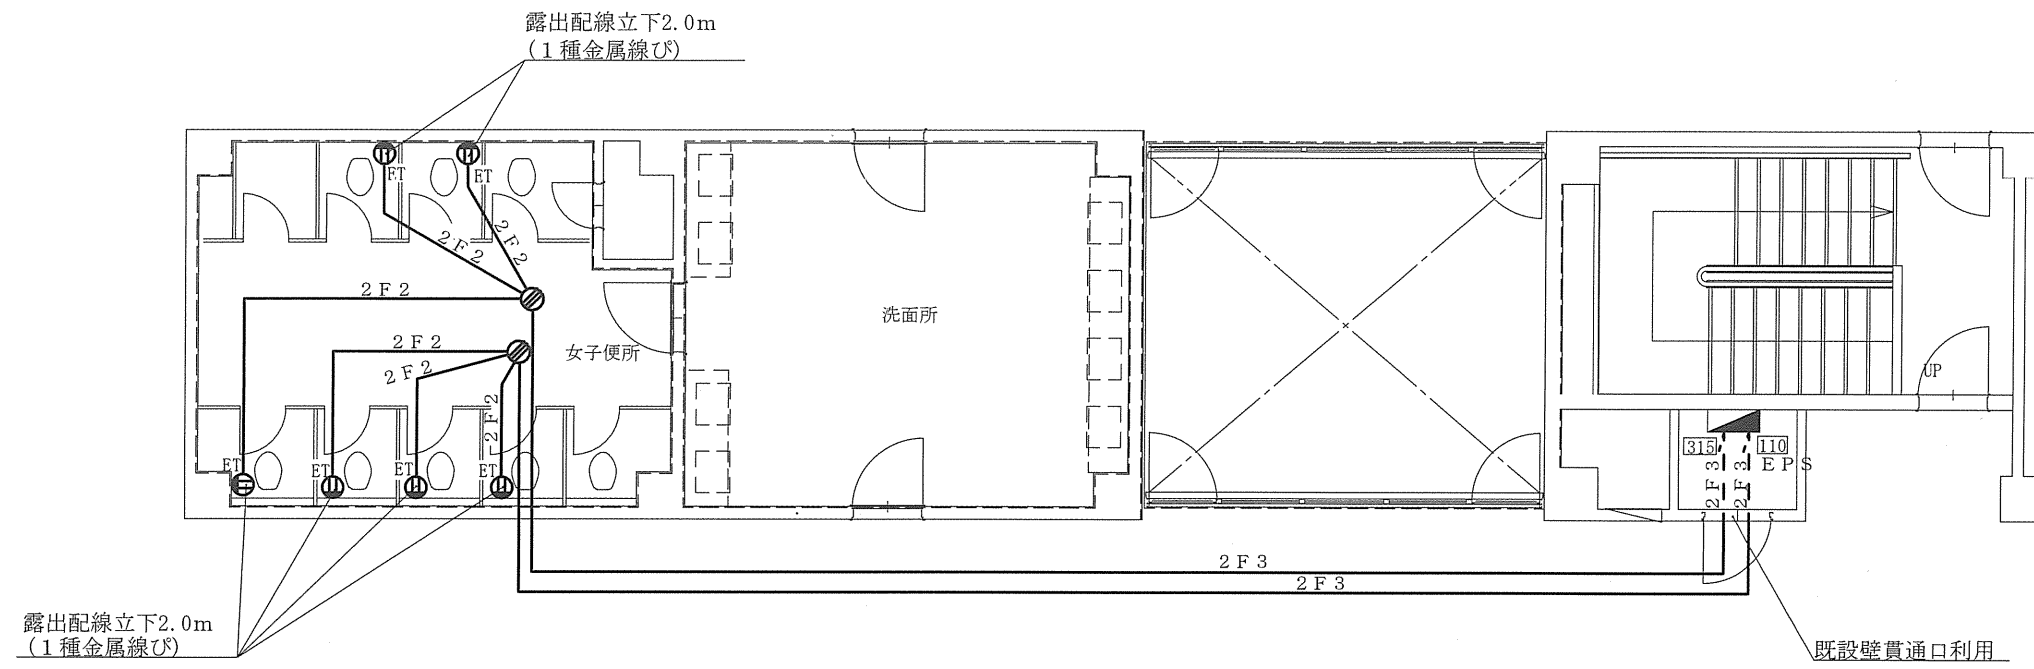 露出配線立下2.0m
(1種金属線ぴ)
ET
ET
2F2
2F2
2F2
2F2
2F2
2F2
女子便所
洗面所
UP
ET
ET
ET
ET
315
110
EPS
2F3
2F3
2F3
2F3
露出配線立下2.0m
(1種金属線ぴ)
既設壁貫通口利用